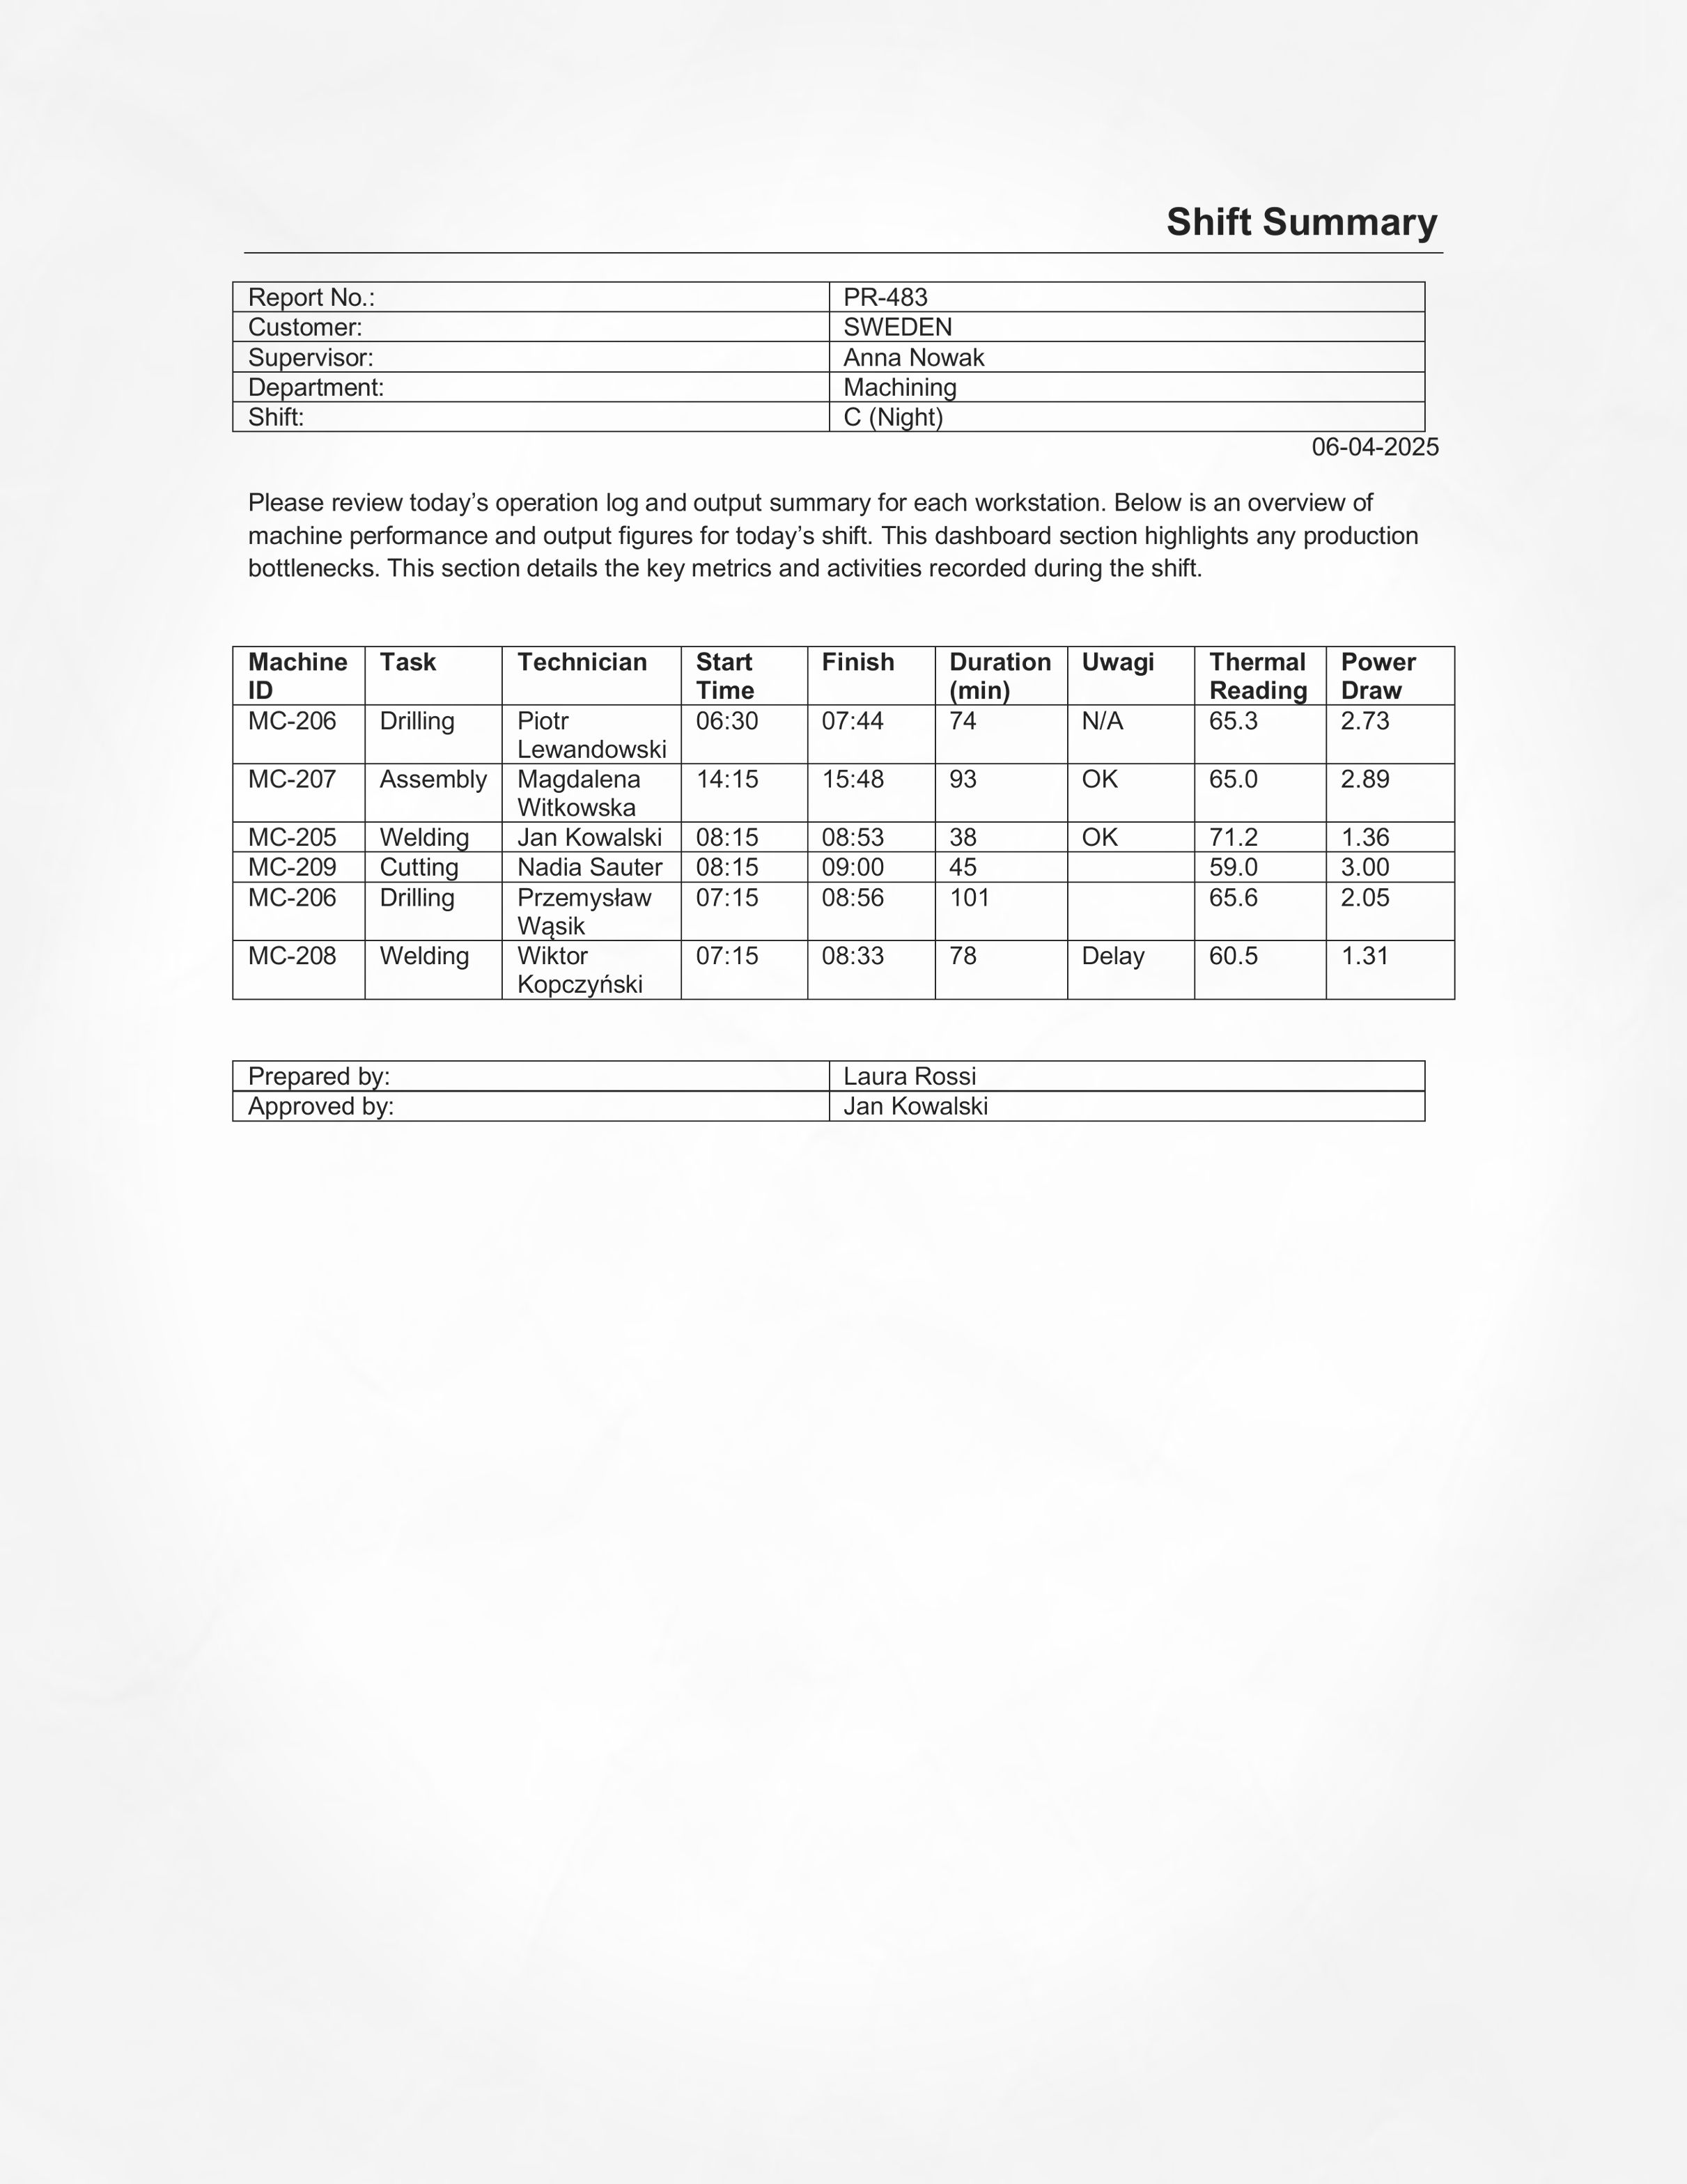 Shift Summary
Report No.: PR-483
Customer: SWEDEN
Supervisor: Anna Nowak
Department: Machining
Shift: C (Night)
06-04-2025
Please review today’s operation log and output summary for each workstation. Below is an overview of
machine performance and output figures for today’s shift. This dashboard section highlights any production
bottlenecks. This section details the key metrics and activities recorded during the shift.
Machine ID Task Technician Start Time Finish Duration (min) Uwagi Thermal Reading Power Draw
MC-206 Drilling Piotr Lewandowski 06:30 07:44 74 N/A 65.3 2.73
MC-207 Assembly Magdalena Witkowska 14:15 15:48 93 OK 65.0 2.89
MC-205 Welding Jan Kowalski 08:15 08:53 38 OK 71.2 1.36
MC-209 Cutting Nadia Sauter 08:15 09:00 45 59.0 3.00
MC-206 Drilling Przemysław Wąsik 07:15 08:56 101 65.6 2.05
MC-208 Welding Wiktor Kopczyński 07:15 08:33 78 Delay 60.5 1.31
Prepared by: Laura Rossi
Approved by: Jan Kowalski